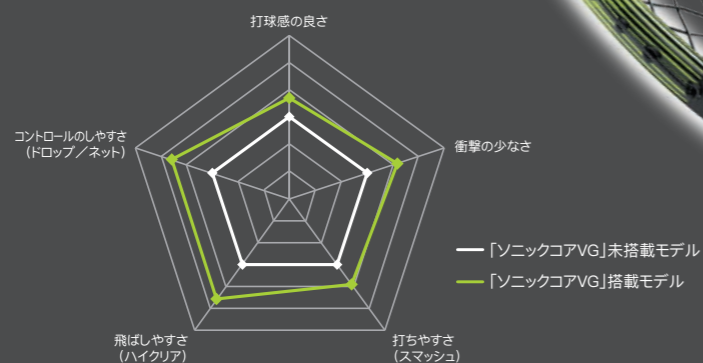 打球感の良さ
コントロールのしやすさ
（ドロップ／ネット）
衝撃の少なさ
「ソニックコアVG」未搭載モデル
「ソニックコアVG」搭載モデル
飛ばしやすさ
（ハイクリア）
打ちやすさ
（スマッシュ）